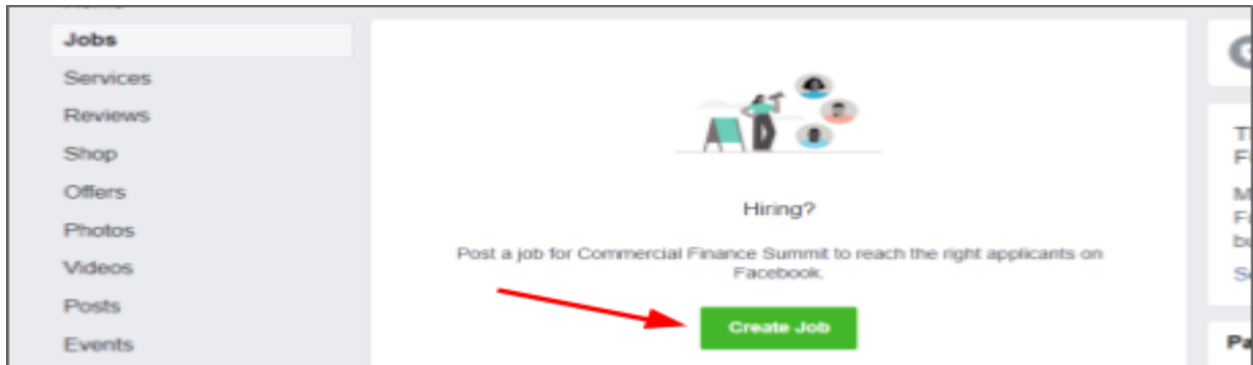 Jobs
Services
Reviews
Shop
Offers
Photos
Videos
Posts
Events
Hiring?
Post a job for Commercial Finance Summit to reach the right applicants on
Facebook.
Create Job